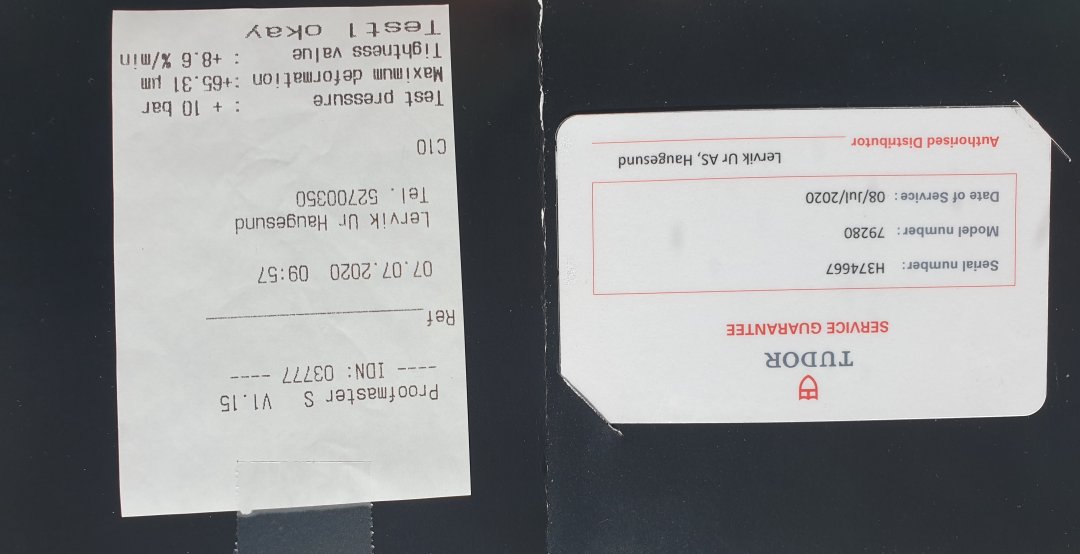 Proofmaster S V1.15
---- IDN: 03777 ----
Ref
07.07.2020 09:57
Lervik Ur Haugesund
Tel. 52700350
C10
Test pressure : + 10 bar
Maximum deformation :+65.31 µm
Tightness value : +8.6 %/min
Test1 okay
TUDOR
SERVICE GUARANTEE
Serial number: H374667
Model number: 79280
Date of Service: 08/Jul/2020
Lervik Ur AS, Haugesund
Authorised Distributor